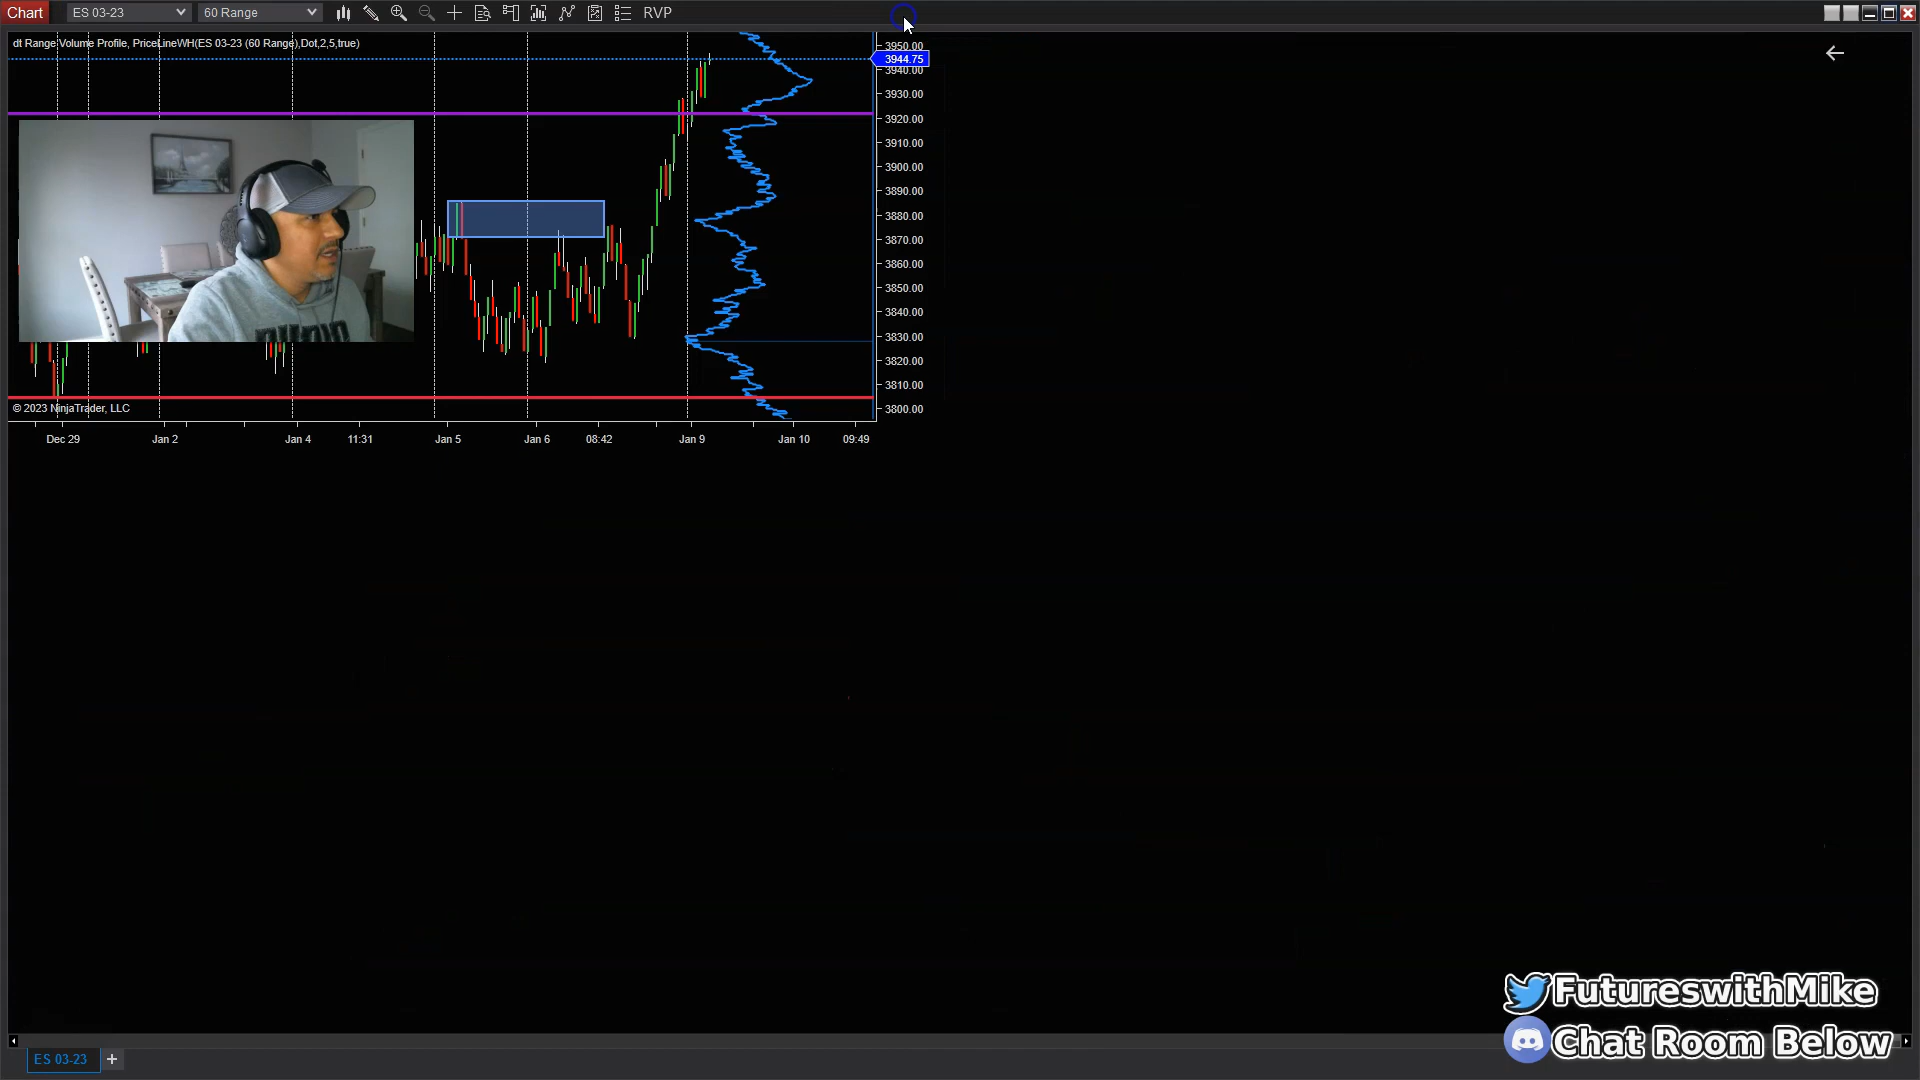 Chart ES 03-23 60 Range RVP
dt Range Volume Profile, PriceLineWH(ES 03-23 (60 Range),Dot,2,5,true)
3950.00
3944.75
3940.00
3930.00
3920.00
3910.00
3900.00
3890.00
3880.00
3870.00
3860.00
3850.00
3840.00
3830.00
3820.00
3810.00
3800.00
© 2023 NinjaTrader, LLC
Dec 29 Jan 2 Jan 4 11:31 Jan 5 Jan 6 08:42 Jan 9 Jan 10 09:49
FutureswithMike
Chat Room Below
ES 03-23 +